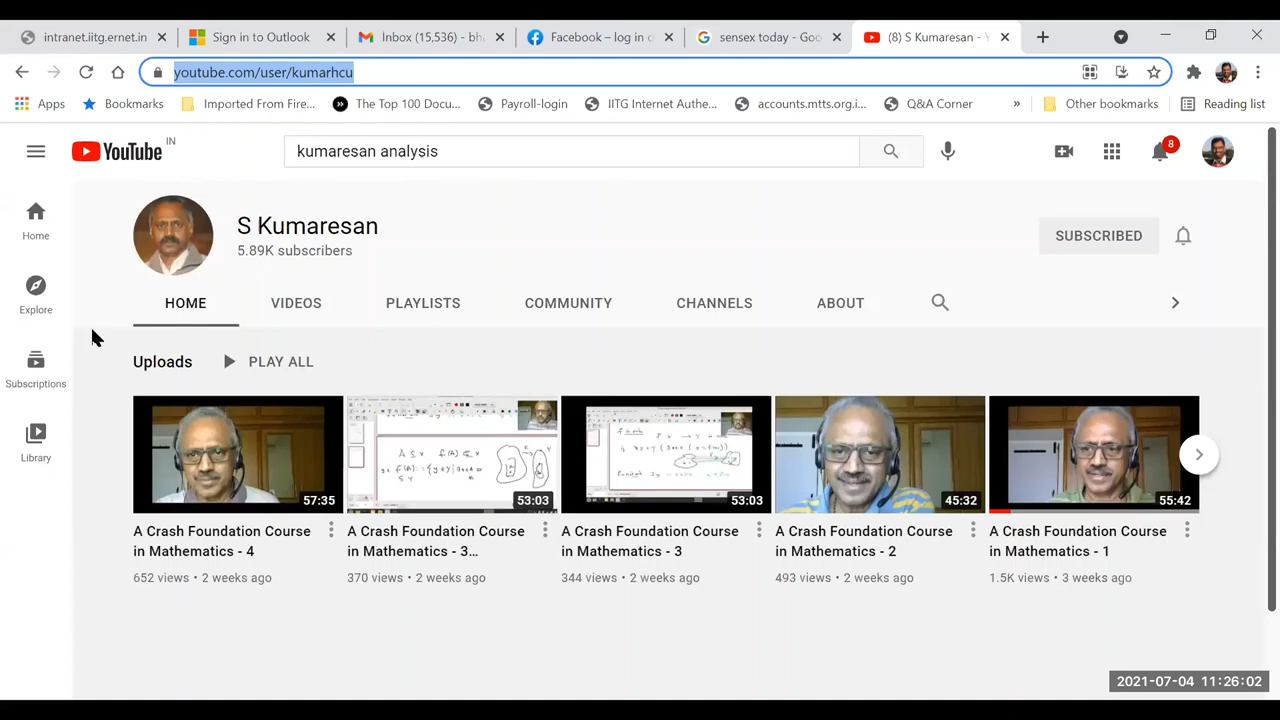 intranet.iitg.ernet.in
Sign in to Outlook
Inbox (15,536) - bh
Facebook – log in o
sensex today - Goo
(8) S Kumaresan - Y
youtube.com/user/kumarhcu
Apps
Bookmarks
Imported From Fire...
The Top 100 Docu...
Payroll-login
IITG Internet Authe...
accounts.mtts.org.i...
Q&A Corner
»
Other bookmarks
Reading list
YouTube IN
kumaresan analysis
8
Home
Explore
Subscriptions
Library
S Kumaresan
5.89K subscribers
SUBSCRIBED
HOME
VIDEOS
PLAYLISTS
COMMUNITY
CHANNELS
ABOUT
Uploads
PLAY ALL
57:35
53:03
53:03
45:32
55:42
A Crash Foundation Course
in Mathematics - 4
652 views • 2 weeks ago
A Crash Foundation Course
in Mathematics - 3...
370 views • 2 weeks ago
A Crash Foundation Course
in Mathematics - 3
344 views • 2 weeks ago
A Crash Foundation Course
in Mathematics - 2
493 views • 2 weeks ago
A Crash Foundation Course
in Mathematics - 1
1.5K views • 3 weeks ago
2021-07-04 11:26:02